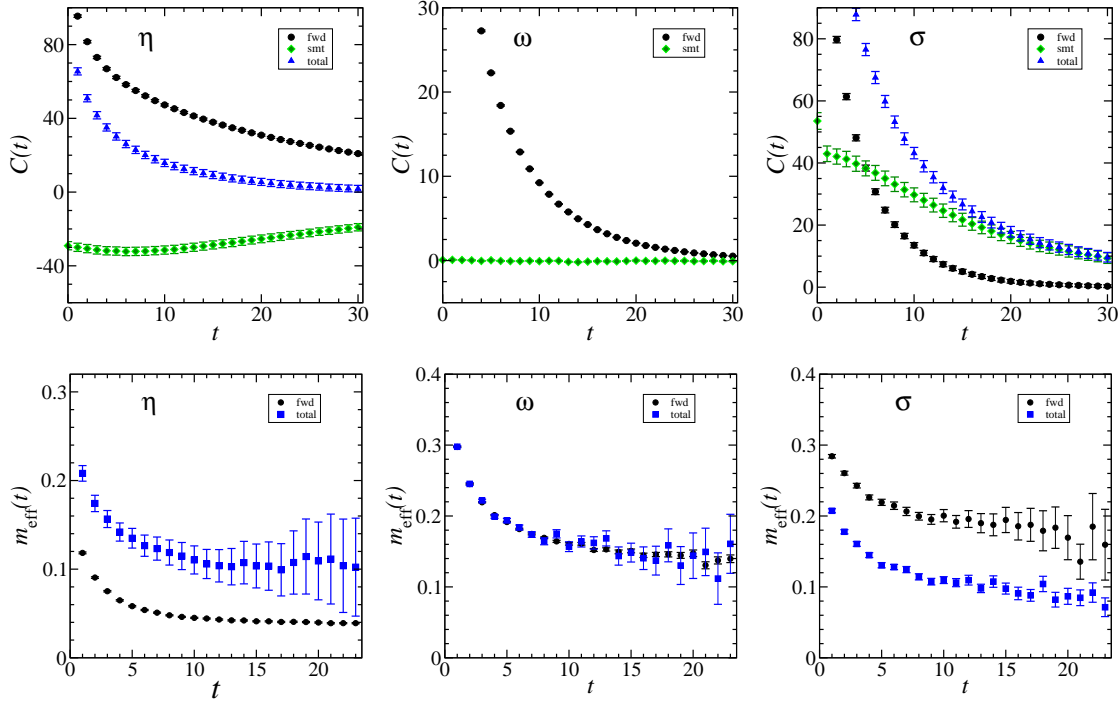 η
fwd
smt
total
80
40
0
-40
C(t)
0 10 20 30
t
ω
fwd
smt
30
20
10
0
C(t)
0 10 20 30
t
σ
fwd
smt
total
80
60
40
20
0
C(t)
0 10 20 30
t
η
fwd
total
0.3
0.2
0.1
0
m_eff(t)
0 5 10 15 20
t
ω
fwd
total
0.4
0.3
0.2
0.1
0
m_eff(t)
0 5 10 15 20
t
σ
fwd
total
0.4
0.3
0.2
0.1
0
m_eff(t)
0 5 10 15 20
t